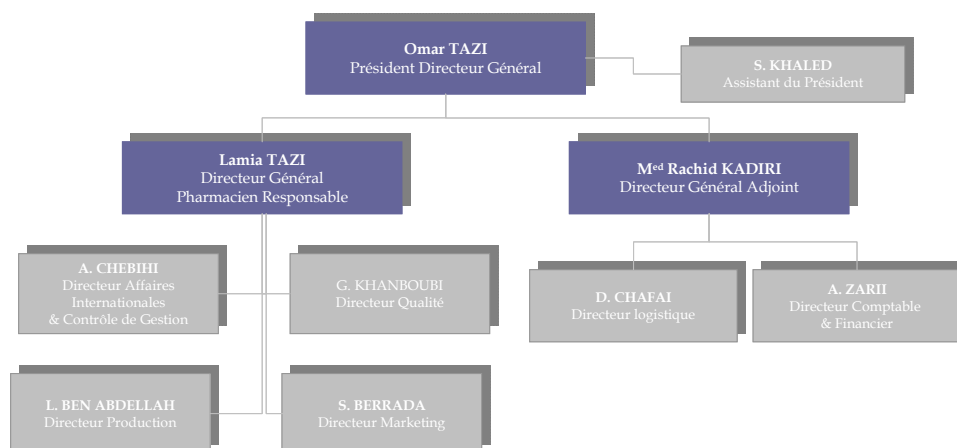 Omar TAZI
Président Directeur Général
S. KHALED
Assistant du Président
Lamia TAZI
Directeur Général
Pharmacien Responsable
Med Rachid KADIRI
Directeur Général Adjoint
A. CHEBIHI
Directeur Affaires
Internationales
& Contrôle de Gestion
G. KHANBOUBI
Directeur Qualité
D. CHAFAI
Directeur logistique
A. ZARII
Directeur Comptable
& Financier
L. BEN ABDELLAH
Directeur Production
S. BERRADA
Directeur Marketing